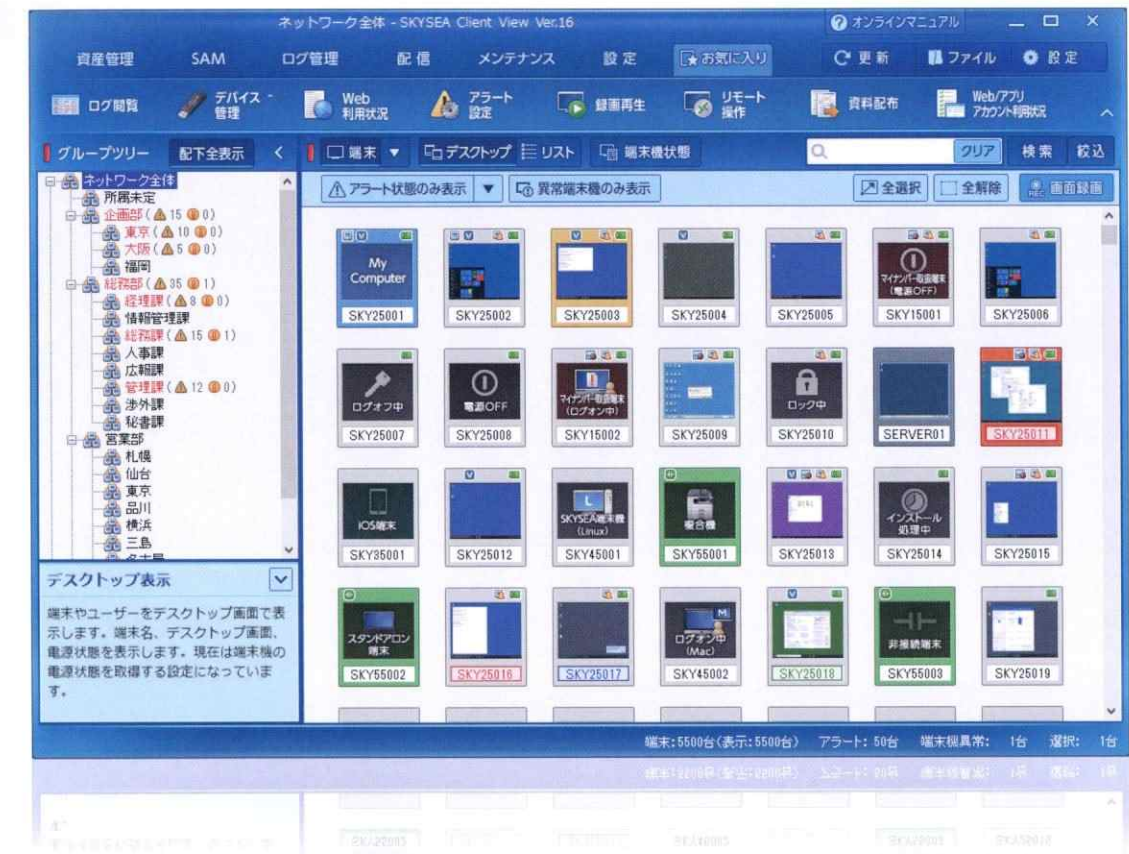 ネットワーク全体 - SKYSEA Client View Ver.16
オンラインマニュアル
資産管理 SAM ログ管理 配信 メンテナンス 設定 お気に入り 更新 ファイル 設定
ログ閲覧
デバイス
管理
Web
利用状況
アラート
設定
録画再生
リモート
操作
資料配布
Web/アプリ
アカウント利用状況
グループツリー 配下全表示
端末 デスクトップ リスト 端末機状態 クリア 検索 絞込
アラート状態のみ表示 異常端末機のみ表示 全選択 全解除 画面録画
ネットワーク全体
所属未定
企画部(15 0)
東京(10 0)
大阪(5 0)
福岡
総務部(35 1)
経理課(8 0)
情報管理課
総務課(15 1)
人事課
広報課
管理課(12 0)
渉外課
秘書課
営業部
札幌
仙台
東京
品川
横浜
三島
名古屋
デスクトップ表示
端末やユーザーをデスクトップ画面で表
示します。端末名、デスクトップ画面、
電源状態を表示します。現在は端末機の
電源状態を取得する設定になっていま
す。
My
Computer
マイナンバー取扱端末
(電源OFF)
SKY25001 SKY25002 SKY25003 SKY25004 SKY25005 SKY15001 SKY25006
ログオフ中
電源OFF
マイナンバー取扱端末
(ログオン中)
ロック中
SKY25007 SKY25008 SKY15002 SKY25009 SKY25010 SERVER01 SKY25011
iOS端末
SKYSEA端末機
(Linux)
複合機
インストール
処理中
SKY35001 SKY25012 SKY45001 SKY55001 SKY25013 SKY25014 SKY25015
スタンドアロン
端末
ログオン中
(Mac)
非接続端末
SKY55002 SKY25016 SKY25017 SKY45002 SKY25018 SKY55003 SKY25019
端末:5500台(表示:5500台) アラート: 50台 端末機異常: 1台 選択: 1台